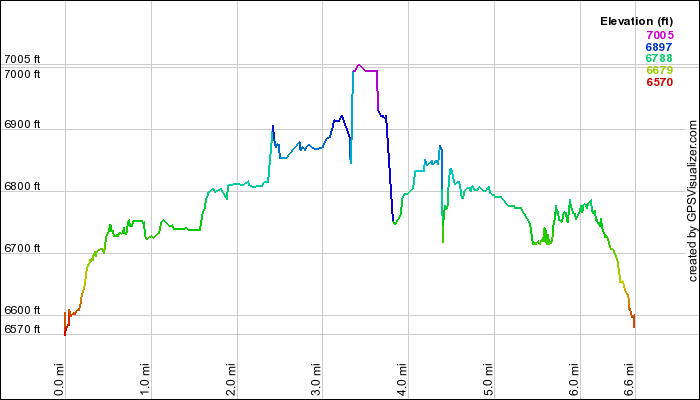 Elevation (ft)
7005
6897
6788
6679
6570
7005 ft
7000 ft
6900 ft
6800 ft
6700 ft
6600 ft
6570 ft
0.0 mi
1.0 mi
2.0 mi
3.0 mi
4.0 mi
5.0 mi
6.0 mi
6.6 mi
created by GPSVisualizer.com